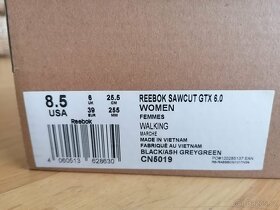 8.5
USA
6
UK
25.5
CM
39
EUR
255
MM
Reebok
4 060513 628630
REEBOK SAWCUT GTX 6.0
WOMEN
FEMMES
WALKING
MARCHE
MADE IN VIETNAM
FABRIQUÉ AU VIETNAM
BLACK/ASH GREYGREEN
CN5019